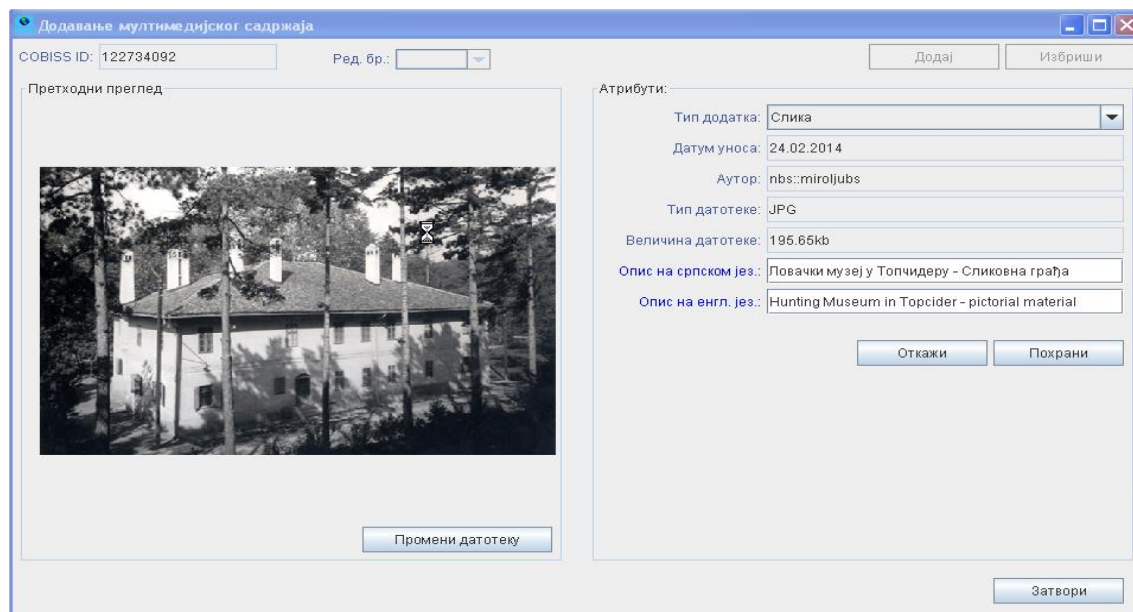 Додавање мултимедијског садржаја
COBISS ID: 122734092 Ред. бр.: Додај Избриши
Претходни преглед
Атрибути:
Тип додатка: Слика
Датум уноса: 24.02.2014
Аутор: nbs::miroljubs
Тип датотеке: JPG
Величина датотеке: 195.65kb
Опис на српском јез.: Ловачки музеј у Топчидеру - Сликовна грађа
Опис на енгл. јез.: Hunting Museum in Topcider - pictorial material
Откажи Похрани
Промени датотеку
Затвори